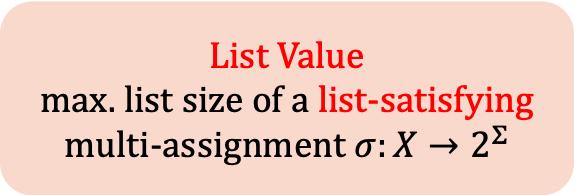 List Value
max. list size of a list-satisfying
multi-assignment σ: X → 2^Σ